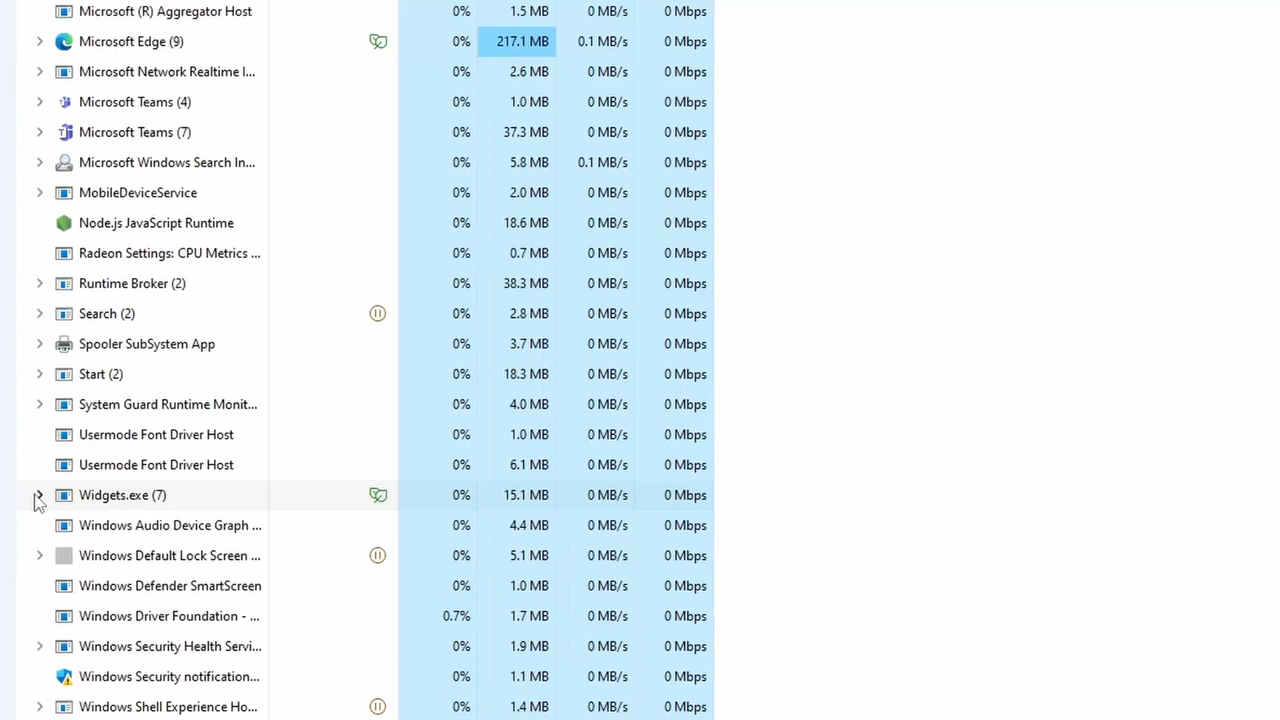 Microsoft (R) Aggregator Host 0% 1.5 MB 0 MB/s 0 Mbps
Microsoft Edge (9) 0% 217.1 MB 0.1 MB/s 0 Mbps
Microsoft Network Realtime I... 0% 2.6 MB 0 MB/s 0 Mbps
Microsoft Teams (4) 0% 1.0 MB 0 MB/s 0 Mbps
Microsoft Teams (7) 0% 37.3 MB 0 MB/s 0 Mbps
Microsoft Windows Search In... 0% 5.8 MB 0.1 MB/s 0 Mbps
MobileDeviceService 0% 2.0 MB 0 MB/s 0 Mbps
Node.js JavaScript Runtime 0% 18.6 MB 0 MB/s 0 Mbps
Radeon Settings: CPU Metrics ... 0% 0.7 MB 0 MB/s 0 Mbps
Runtime Broker (2) 0% 38.3 MB 0 MB/s 0 Mbps
Search (2) 0% 2.8 MB 0 MB/s 0 Mbps
Spooler SubSystem App 0% 3.7 MB 0 MB/s 0 Mbps
Start (2) 0% 18.3 MB 0 MB/s 0 Mbps
System Guard Runtime Monit... 0% 4.0 MB 0 MB/s 0 Mbps
Usermode Font Driver Host 0% 1.0 MB 0 MB/s 0 Mbps
Usermode Font Driver Host 0% 6.1 MB 0 MB/s 0 Mbps
Widgets.exe (7) 0% 15.1 MB 0 MB/s 0 Mbps
Windows Audio Device Graph ... 0% 4.4 MB 0 MB/s 0 Mbps
Windows Default Lock Screen ... 0% 5.1 MB 0 MB/s 0 Mbps
Windows Defender SmartScreen 0% 1.0 MB 0 MB/s 0 Mbps
Windows Driver Foundation - ... 0.7% 1.7 MB 0 MB/s 0 Mbps
Windows Security Health Servi... 0% 1.9 MB 0 MB/s 0 Mbps
Windows Security notification... 0% 1.1 MB 0 MB/s 0 Mbps
Windows Shell Experience Ho... 0% 1.4 MB 0 MB/s 0 Mbps